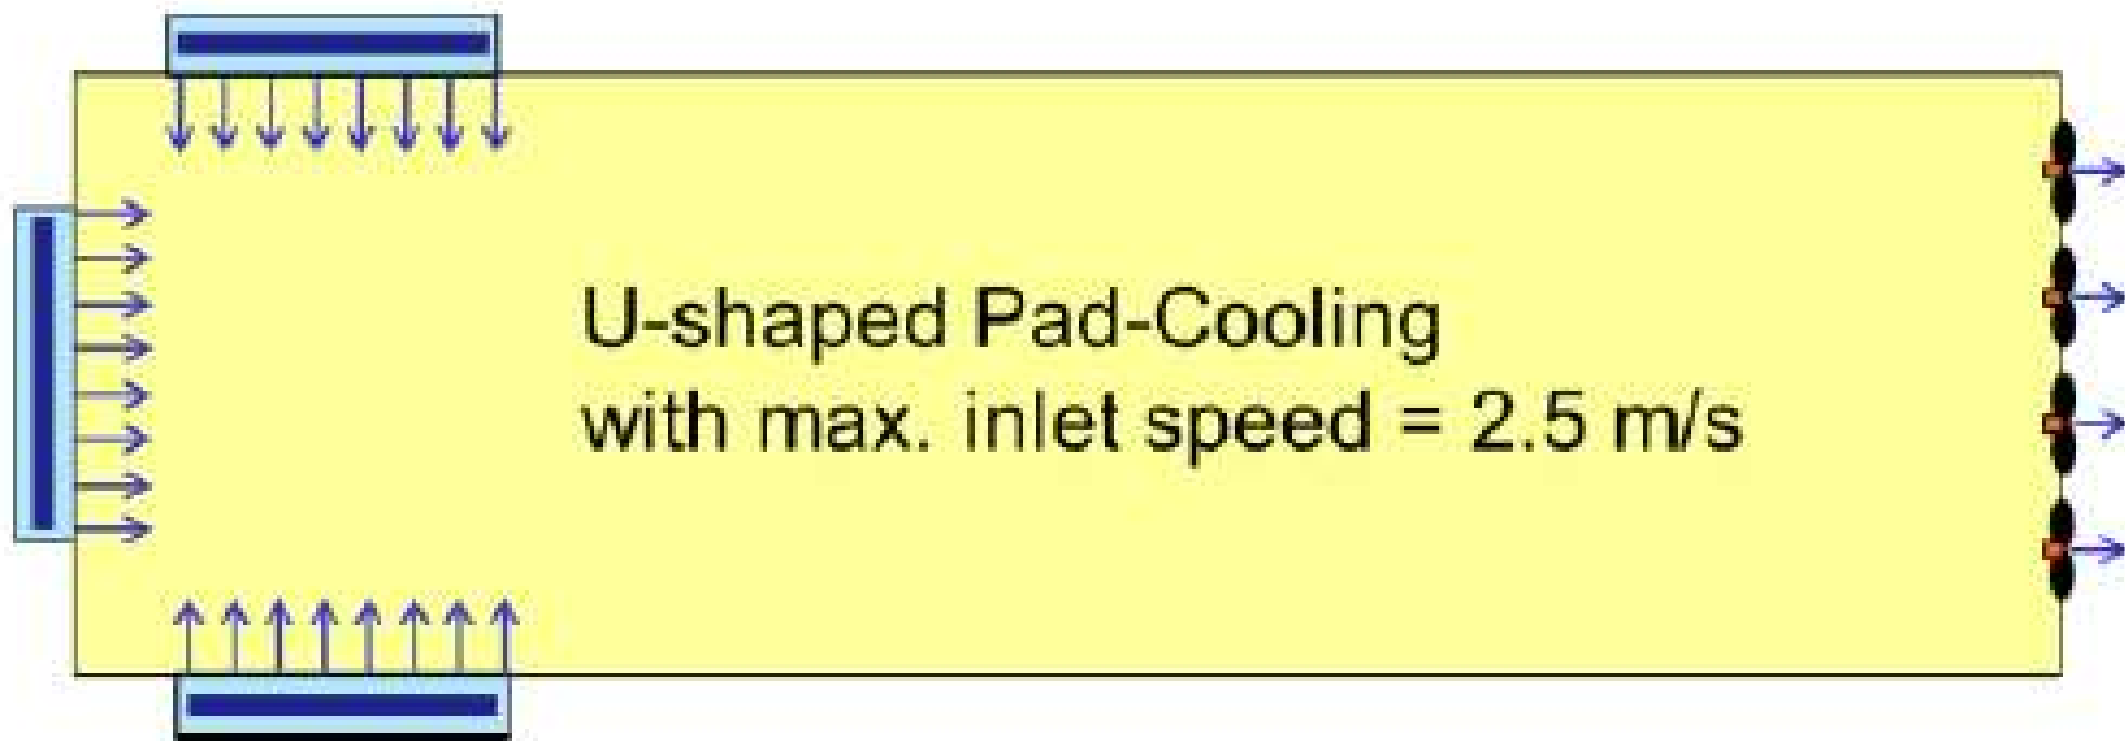 U-shaped Pad-Cooling
with max. inlet speed = 2.5 m/s